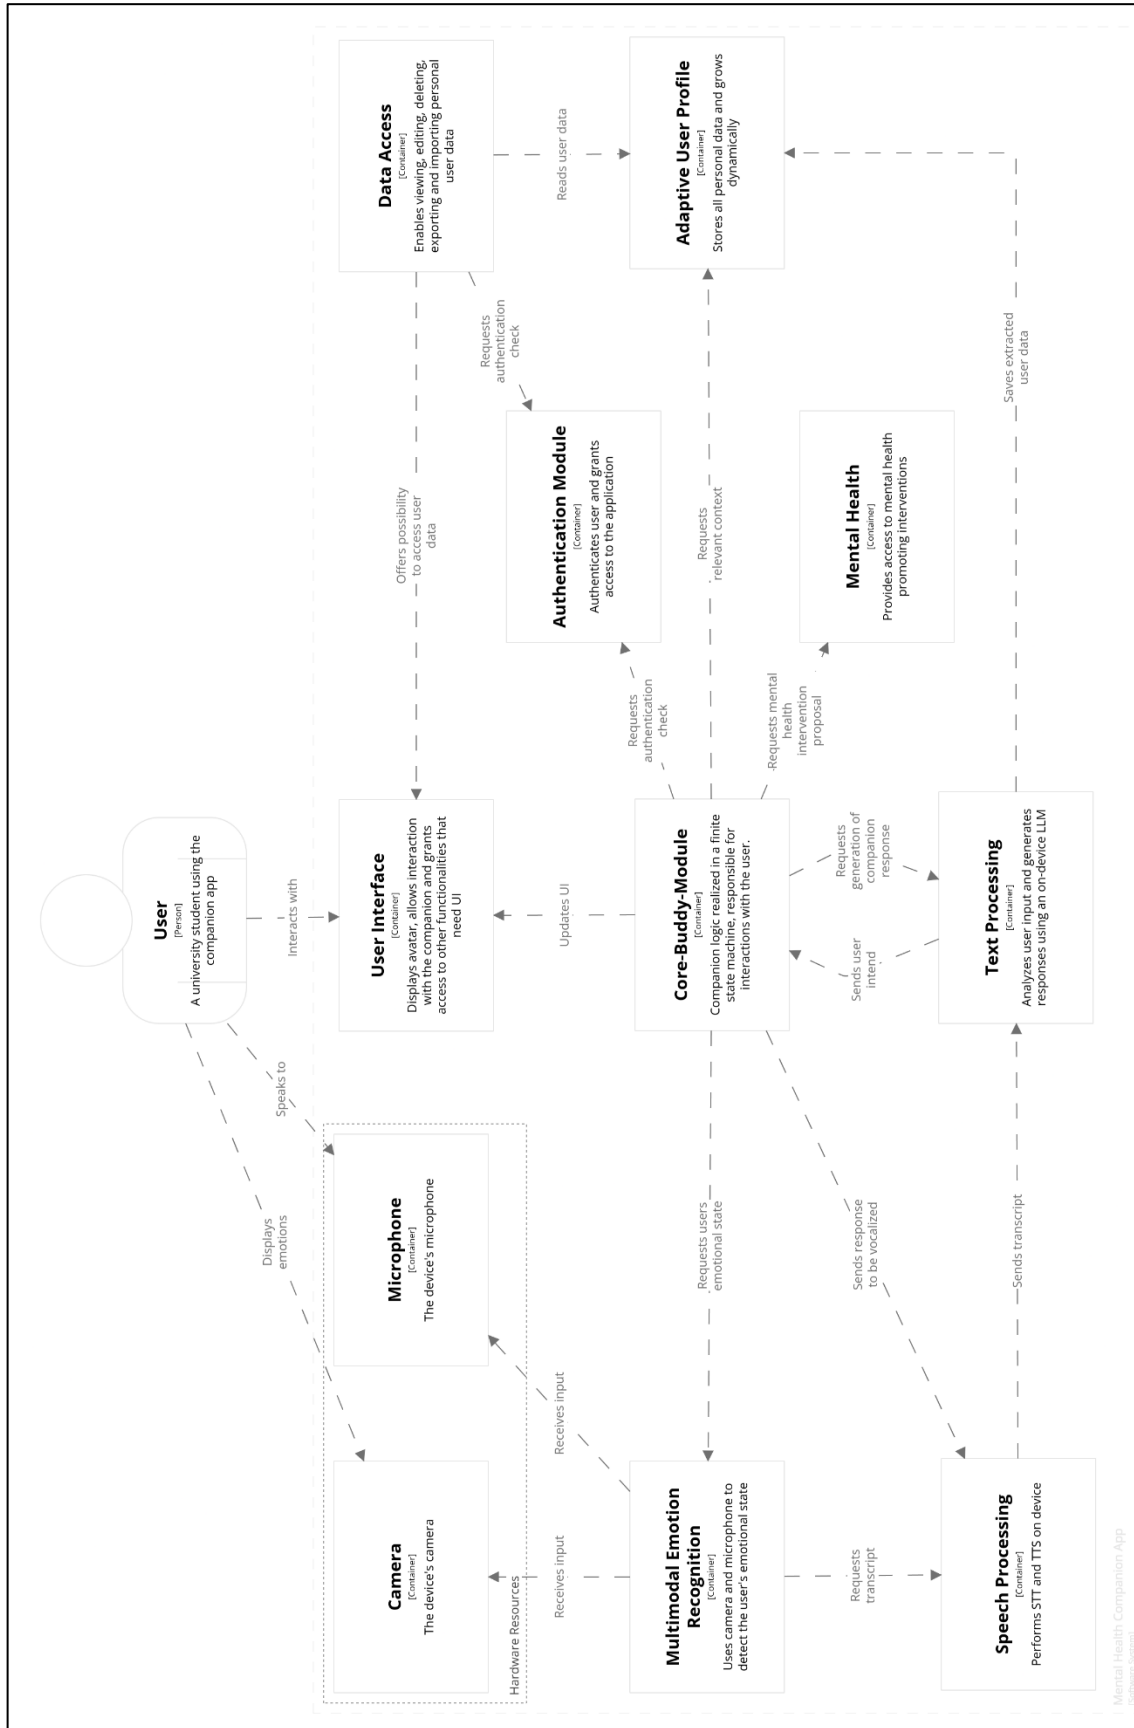 User
[Person]
A university student using the
companion app
Displays
emotions
Speaks to
Interacts with
Camera
[Container]
The device's camera
Microphone
[Container]
The device's microphone
Hardware Resources
User Interface
[Container]
Displays avatar, allows interaction
with the companion and grants
access to other functionalities that
need UI
Offers possibility
to access user
data
Data Access
[Container]
Enables viewing, editing, deleting,
exporting and importing personal
user data
Requests
authentication
check
Reads user data
Receives input
Receives input
Updates UI
Authentication Module
[Container]
Authenticates user and grants
access to the application
Requests
authentication
check
Multimodal Emotion
Recognition
[Container]
Uses camera and microphone to
detect the user's emotional state
Requests users
emotional state
Core-Buddy-Module
[Container]
Companion logic realized in a finite
state machine, responsible for
interactions with the user.
Requests
relevant context
Adaptive User Profile
[Container]
Stores all personal data and grows
dynamically
Requests mental
health
intervention
proposal
Mental Health
[Container]
Provides access to mental health
promoting interventions
Requests
transcript
Sends response
to be vocalized
Sends user
intend
Requests
generation of
companion
response
Speech Processing
[Container]
Performs STT and TTS on device
Sends transcript
Text Processing
[Container]
Analyzes user input and generates
responses using an on-device LLM
Saves extracted
user data
Mental Health Companion App
[Software System]